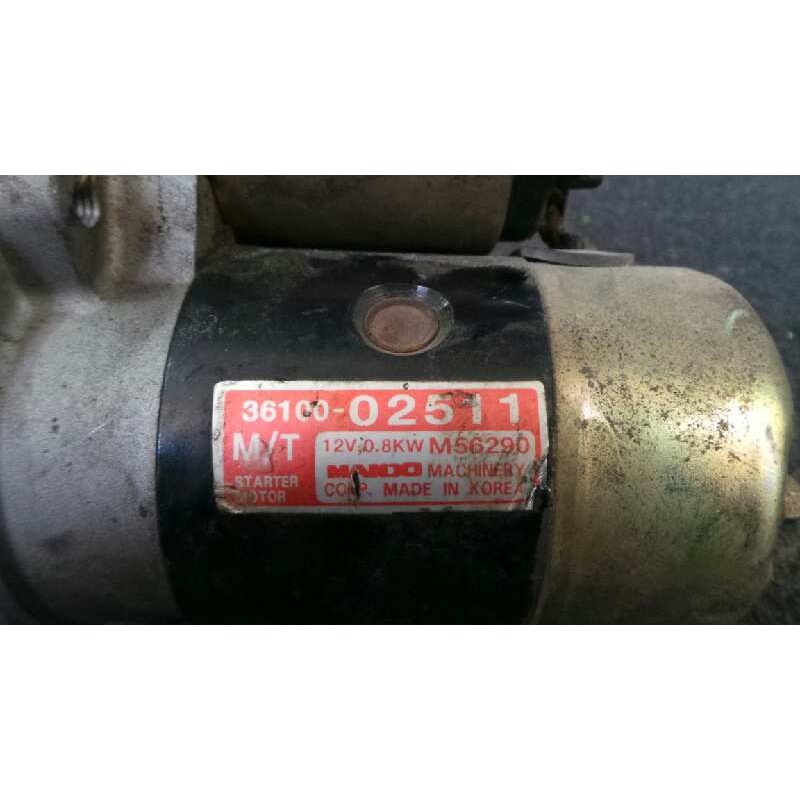 36100-02511
M/T 12V 0.8KW M56290
MANDO MACHINERY
STARTER CORP. MADE IN KOREA
MOTOR